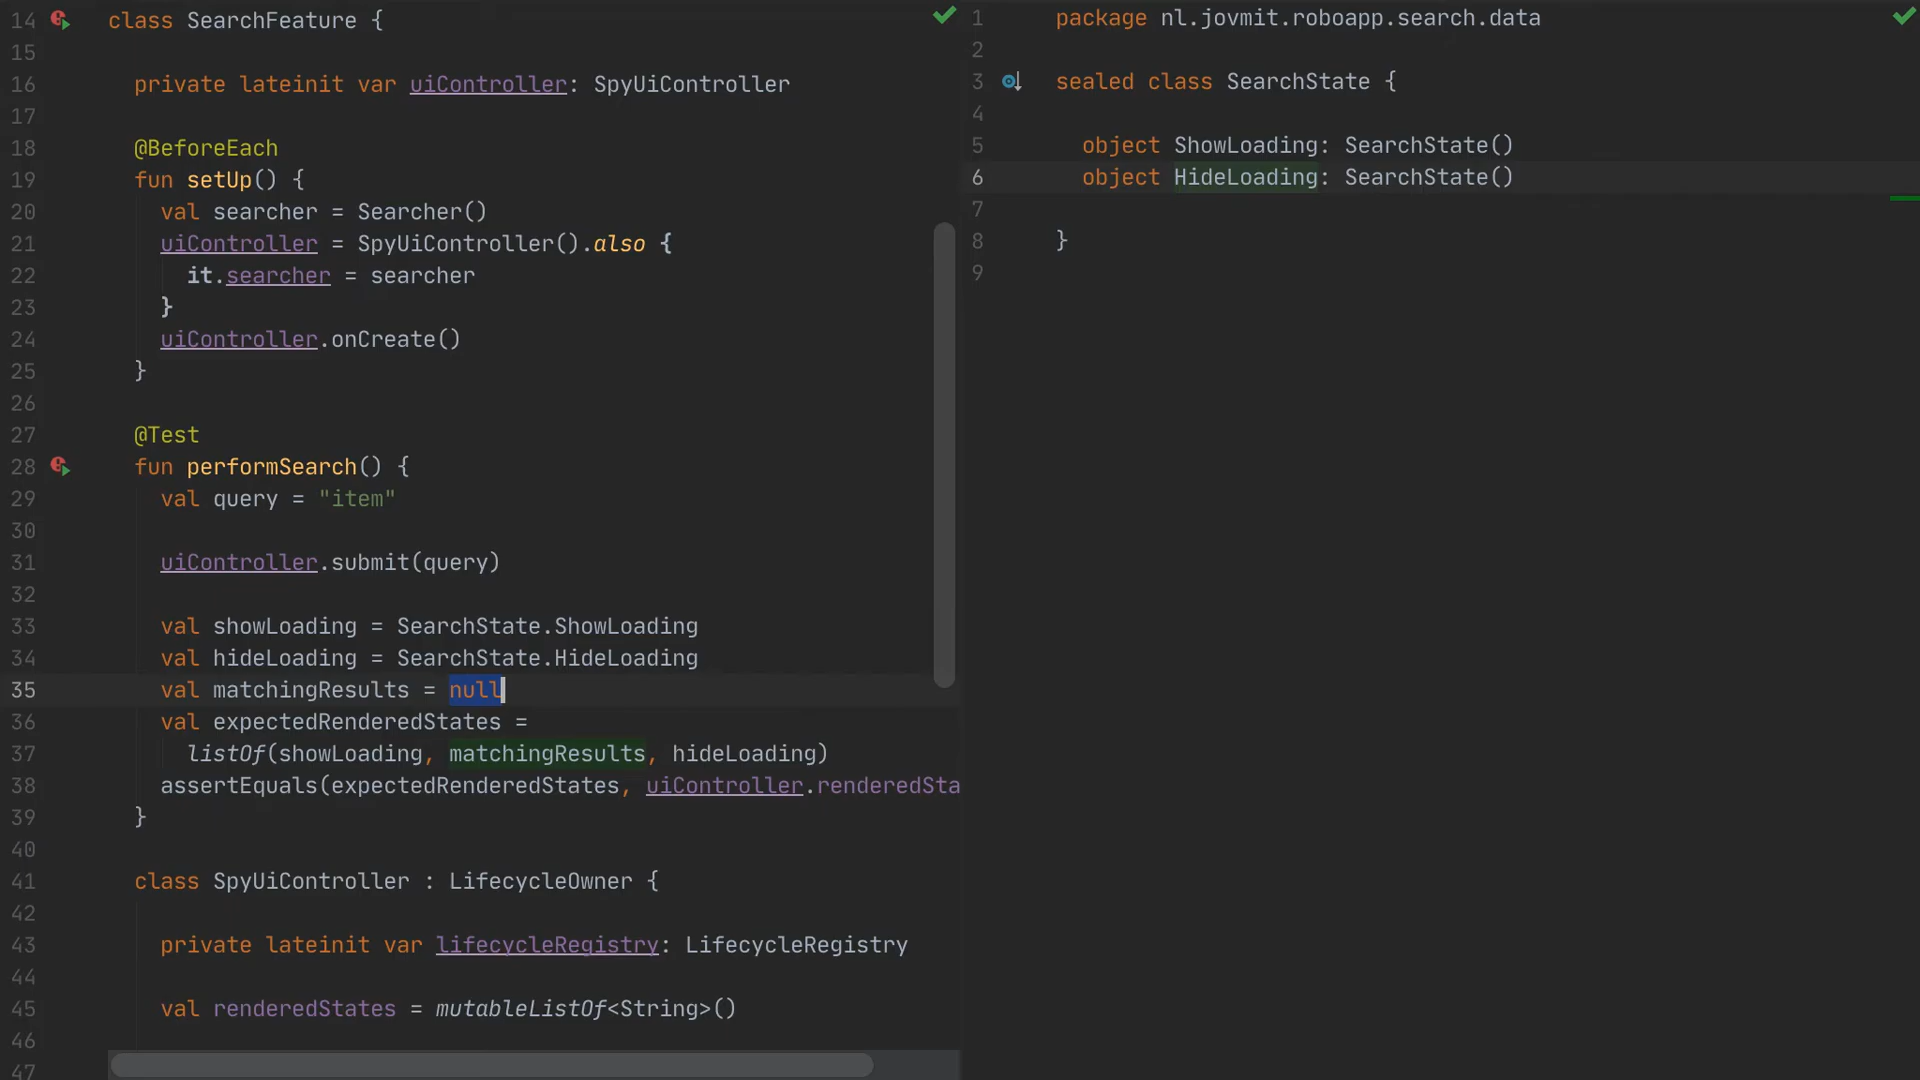 14 class SearchFeature {
15
16 private lateinit var uiController: SpyUiController
17
18 @BeforeEach
19 fun setUp() {
20 val searcher = Searcher()
21 uiController = SpyUiController().also {
22 it.searcher = searcher
23 }
24 uiController.onCreate()
25 }
26
27 @Test
28 fun performSearch() {
29 val query = "item"
30
31 uiController.submit(query)
32
33 val showLoading = SearchState.ShowLoading
34 val hideLoading = SearchState.HideLoading
35 val matchingResults = null
36 val expectedRenderedStates =
37 listOf(showLoading, matchingResults, hideLoading)
38 assertEquals(expectedRenderedStates, uiController.renderedSta
39 }
40
41 class SpyUiController : LifecycleOwner {
42
43 private lateinit var lifecycleRegistry: LifecycleRegistry
44
45 val renderedStates = mutableListOf<String>()
46
47
1 package nl.jovmit.roboapp.search.data
2
3 sealed class SearchState {
4
5 object ShowLoading: SearchState()
6 object HideLoading: SearchState()
7
8 }
9